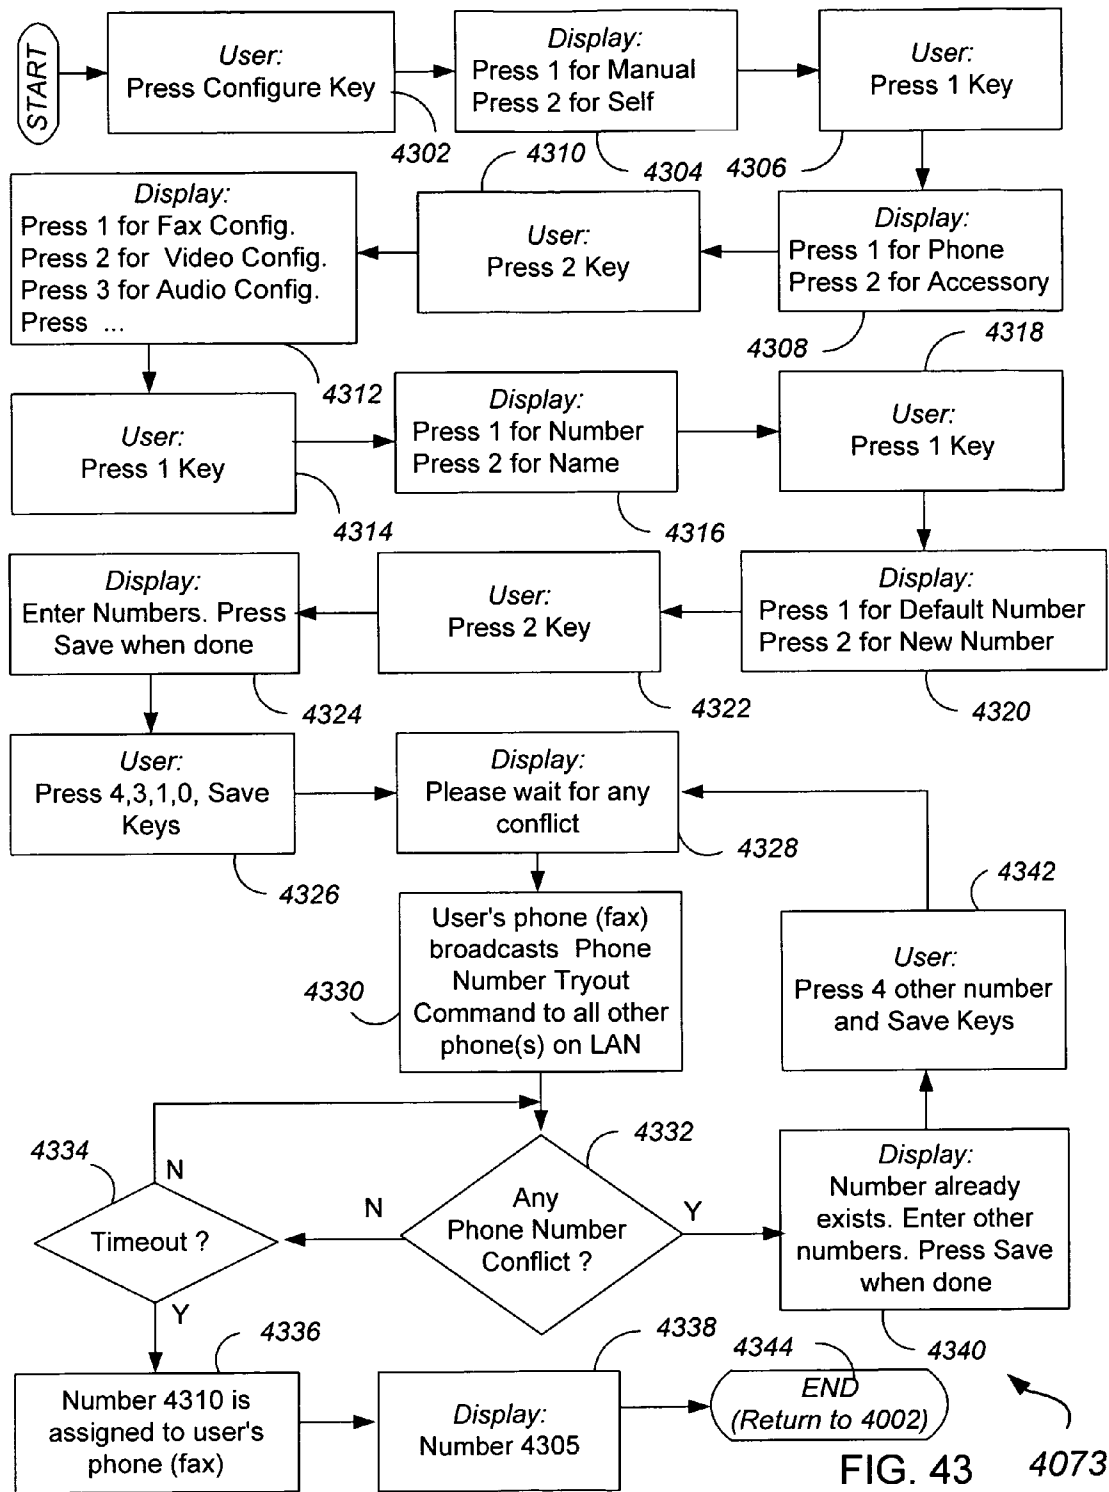 START
User:
Press Configure Key
4302
Display:
Press 1 for Manual
Press 2 for Self
4304
User:
Press 1 Key
4306
Display:
Press 1 for Phone
Press 2 for Accessory
4308
User:
Press 2 Key
4310
Display:
Press 1 for Fax Config.
Press 2 for Video Config.
Press 3 for Audio Config.
Press ...
4312
User:
Press 1 Key
4314
Display:
Press 1 for Number
Press 2 for Name
4316
User:
Press 1 Key
4318
Display:
Press 1 for Default Number
Press 2 for New Number
4320
User:
Press 2 Key
4322
Display:
Enter Numbers. Press
Save when done
4324
User:
Press 4,3,1,0, Save
Keys
4326
Display:
Please wait for any
conflict
4328
User's phone (fax)
broadcasts Phone
Number Tryout
Command to all other
phone(s) on LAN
4330
Any
Phone Number
Conflict ?
4332
N
Y
Timeout ?
4334
N
Y
Number 4310 is
assigned to user's
phone (fax)
4336
Display:
Number 4305
4338
Display:
Number already
exists. Enter other
numbers. Press Save
when done
4340
User:
Press 4 other number
and Save Keys
4342
END
(Return to 4002)
4344
FIG. 43
4073